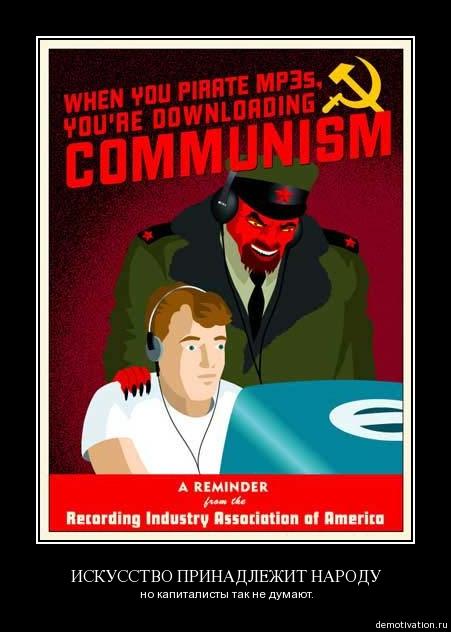 WHEN YOU PIRATE MP3s,
YOU'RE DOWNLOADING
COMMUNISM
e
A REMINDER
from the
Recording Industry Association of America
ИСКУССТВО ПРИНАДЛЕЖИТ НАРОДУ
но капиталисты так не думают.
demotivation.ru